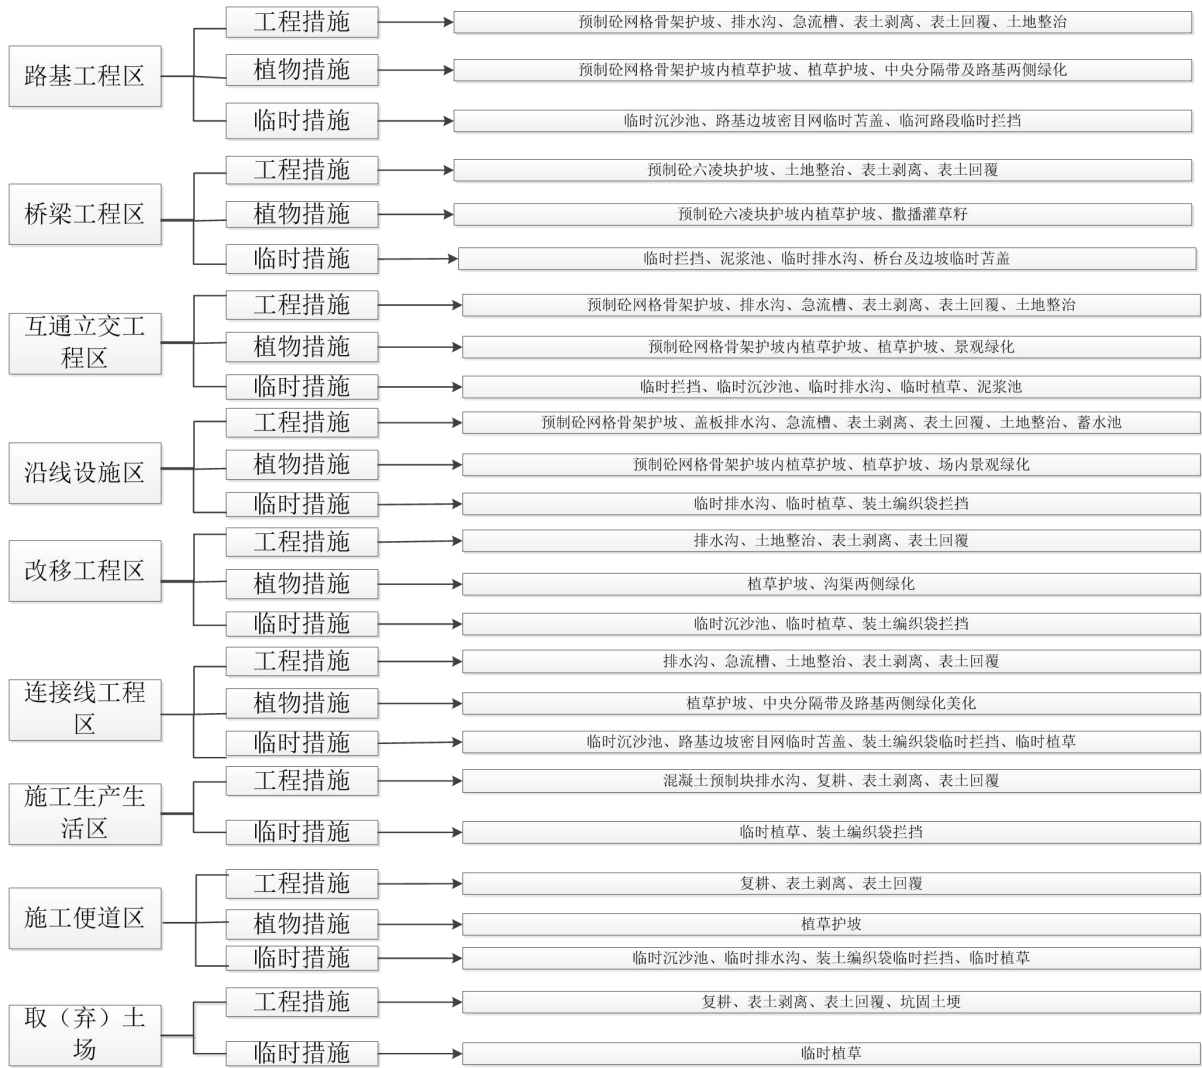 路基工程区
工程措施
预制砼网格骨架护坡、排水沟、急流槽、表土剥离、表土回覆、土地整治
植物措施
预制砼网格骨架护坡内植草护坡、植草护坡、中央分隔带及路基两侧绿化
临时措施
临时沉沙池、路基边坡密目网临时苫盖、临河路段临时拦挡
桥梁工程区
工程措施
预制砼六凌块护坡、土地整治、表土剥离、表土回覆
植物措施
预制砼六凌块护坡内植草护坡、撒播灌草籽
临时措施
临时拦挡、泥浆池、临时排水沟、桥台及边坡临时苫盖
互通立交工
程区
工程措施
预制砼网格骨架护坡、排水沟、急流槽、表土剥离、表土回覆、土地整治
植物措施
预制砼网格骨架护坡内植草护坡、植草护坡、景观绿化
临时措施
临时拦挡、临时沉沙池、临时排水沟、临时植草、泥浆池
沿线设施区
工程措施
预制砼网格骨架护坡、盖板排水沟、急流槽、表土剥离、表土回覆、土地整治、蓄水池
植物措施
预制砼网格骨架护坡内植草护坡、植草护坡、场内景观绿化
临时措施
临时排水沟、临时植草、装土编织袋拦挡
改移工程区
工程措施
排水沟、土地整治、表土剥离、表土回覆
植物措施
植草护坡、沟渠两侧绿化
临时措施
临时沉沙池、临时植草、装土编织袋拦挡
连接线工程
区
工程措施
排水沟、急流槽、土地整治、表土剥离、表土回覆
植物措施
植草护坡、中央分隔带及路基两侧绿化美化
临时措施
临时沉沙池、路基边坡密目网临时苫盖、装土编织袋临时拦挡、临时植草
施工生产生
活区
工程措施
混凝土预制块排水沟、复耕、表土剥离、表土回覆
临时措施
临时植草、装土编织袋拦挡
施工便道区
工程措施
复耕、表土剥离、表土回覆
植物措施
植草护坡
临时措施
临时沉沙池、临时排水沟、装土编织袋临时拦挡、临时植草
取（弃）土
场
工程措施
复耕、表土剥离、表土回覆、坑固土埂
临时措施
临时植草